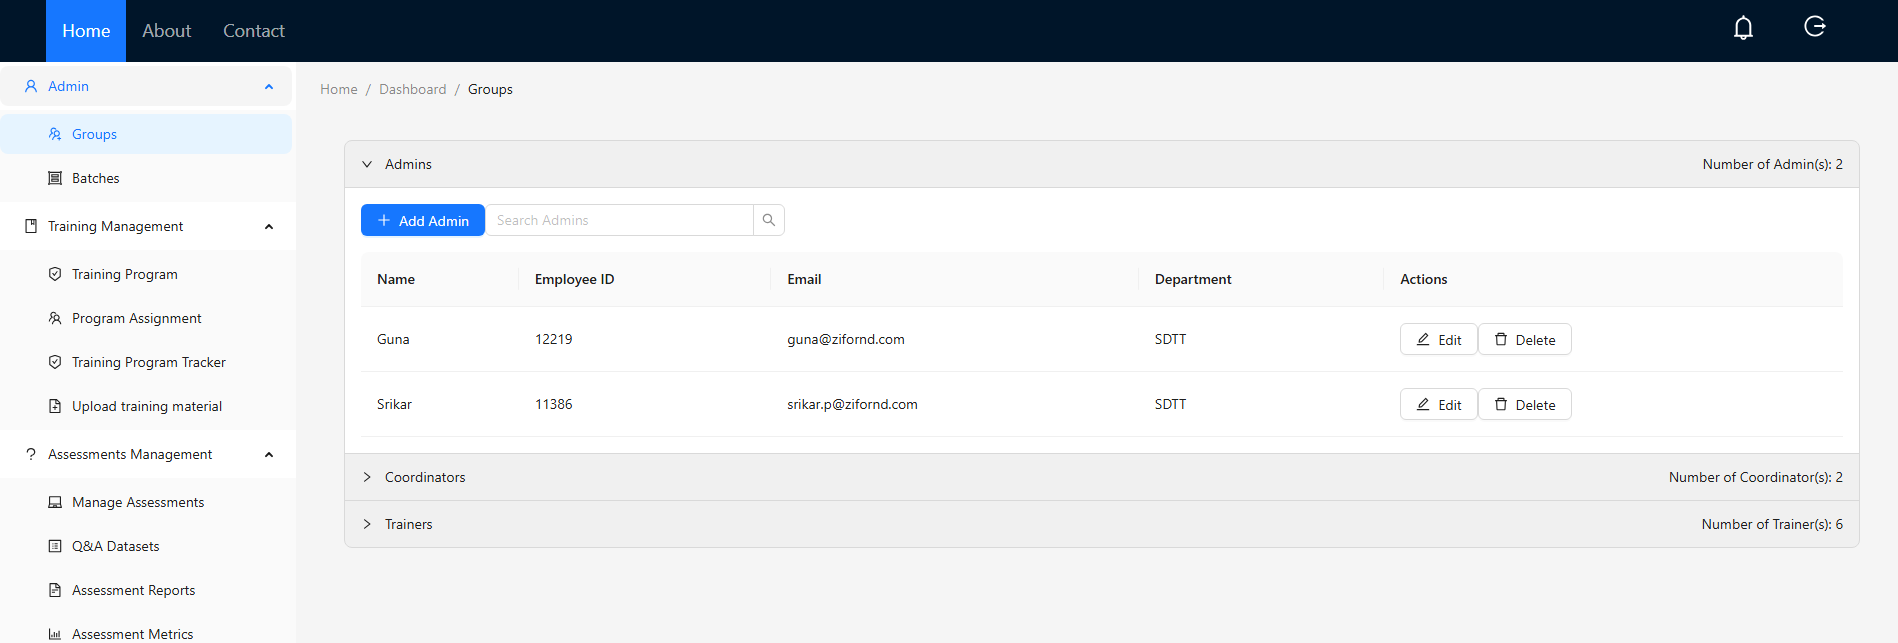 Home About Contact
Admin
Groups
Batches
Training Management
Training Program
Program Assignment
Training Program Tracker
Upload training material
? Assessments Management
Manage Assessments
Q&A Datasets
Assessment Reports
Assessment Metrics
Home / Dashboard / Groups
Admins Number of Admin(s): 2
+ Add Admin Search Admins
Name Employee ID Email Department Actions
Guna 12219 guna@zifornd.com SDTT Edit Delete
Srikar 11386 srikar.p@zifornd.com SDTT Edit Delete
Coordinators Number of Coordinator(s): 2
Trainers Number of Trainer(s): 6